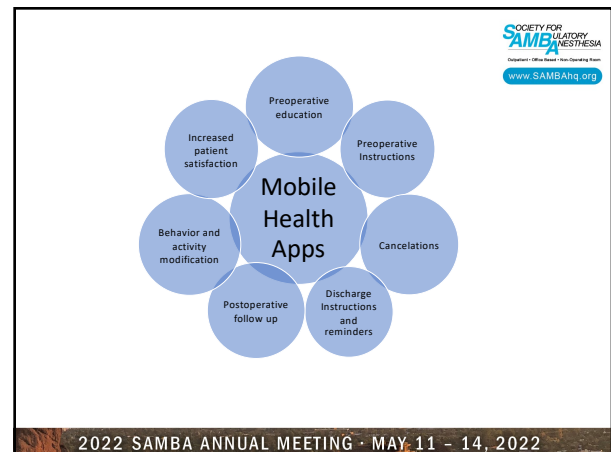 SOCIETY FOR
AMBULATORY
ANESTHESIA
Outpatient • Office Based • Non-Operating Room
www.SAMBAhq.org
Preoperative
education
Increased
patient
satisfaction
Preoperative
Instructions
Mobile
Health
Apps
Behavior and
activity
modification
Cancelations
Postoperative
follow up
Discharge
Instructions
and
reminders
2022 SAMBA ANNUAL MEETING · MAY 11 – 14, 2022